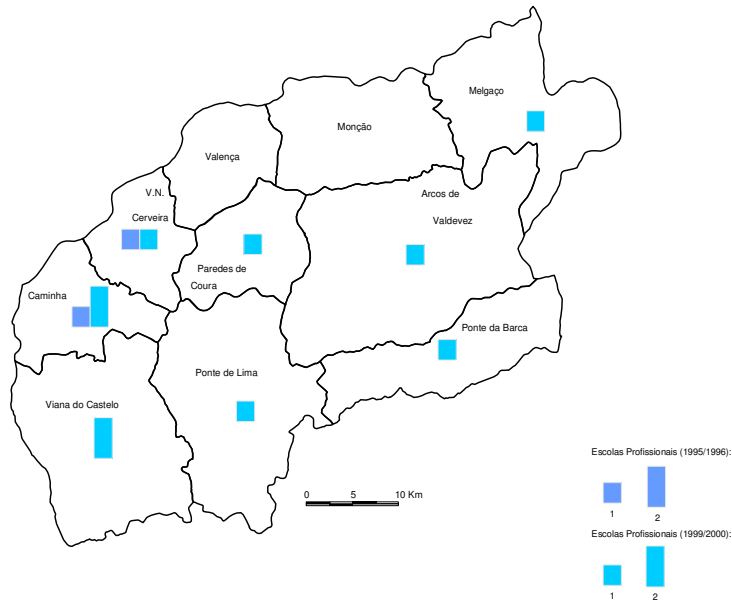 Melgaço
Monção
Valença
V.N.
Cerveira
Arcos de
Valdevez
Paredes de
Coura
Caminha
Ponte da Barca
Ponte de Lima
Viana do Castelo
0 5 10 Km
Escolas Profissionais (1995/1996):
1 2
Escolas Profissionais (1999/2000):
1 2